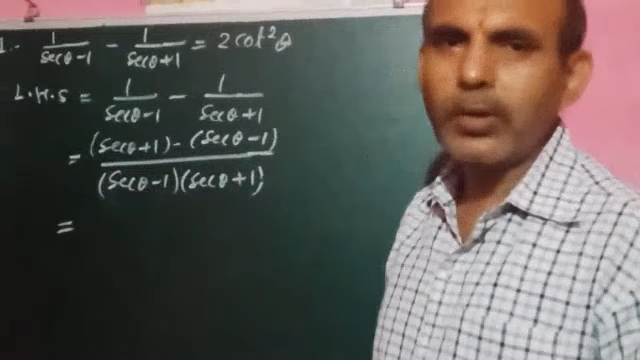 1.- 1/(secθ-1) - 1/(secθ+1) = 2cot²θ
L.H.S = 1/(secθ-1) - 1/(secθ+1)
= (secθ+1) - (secθ-1) / (secθ-1)(secθ+1)
=